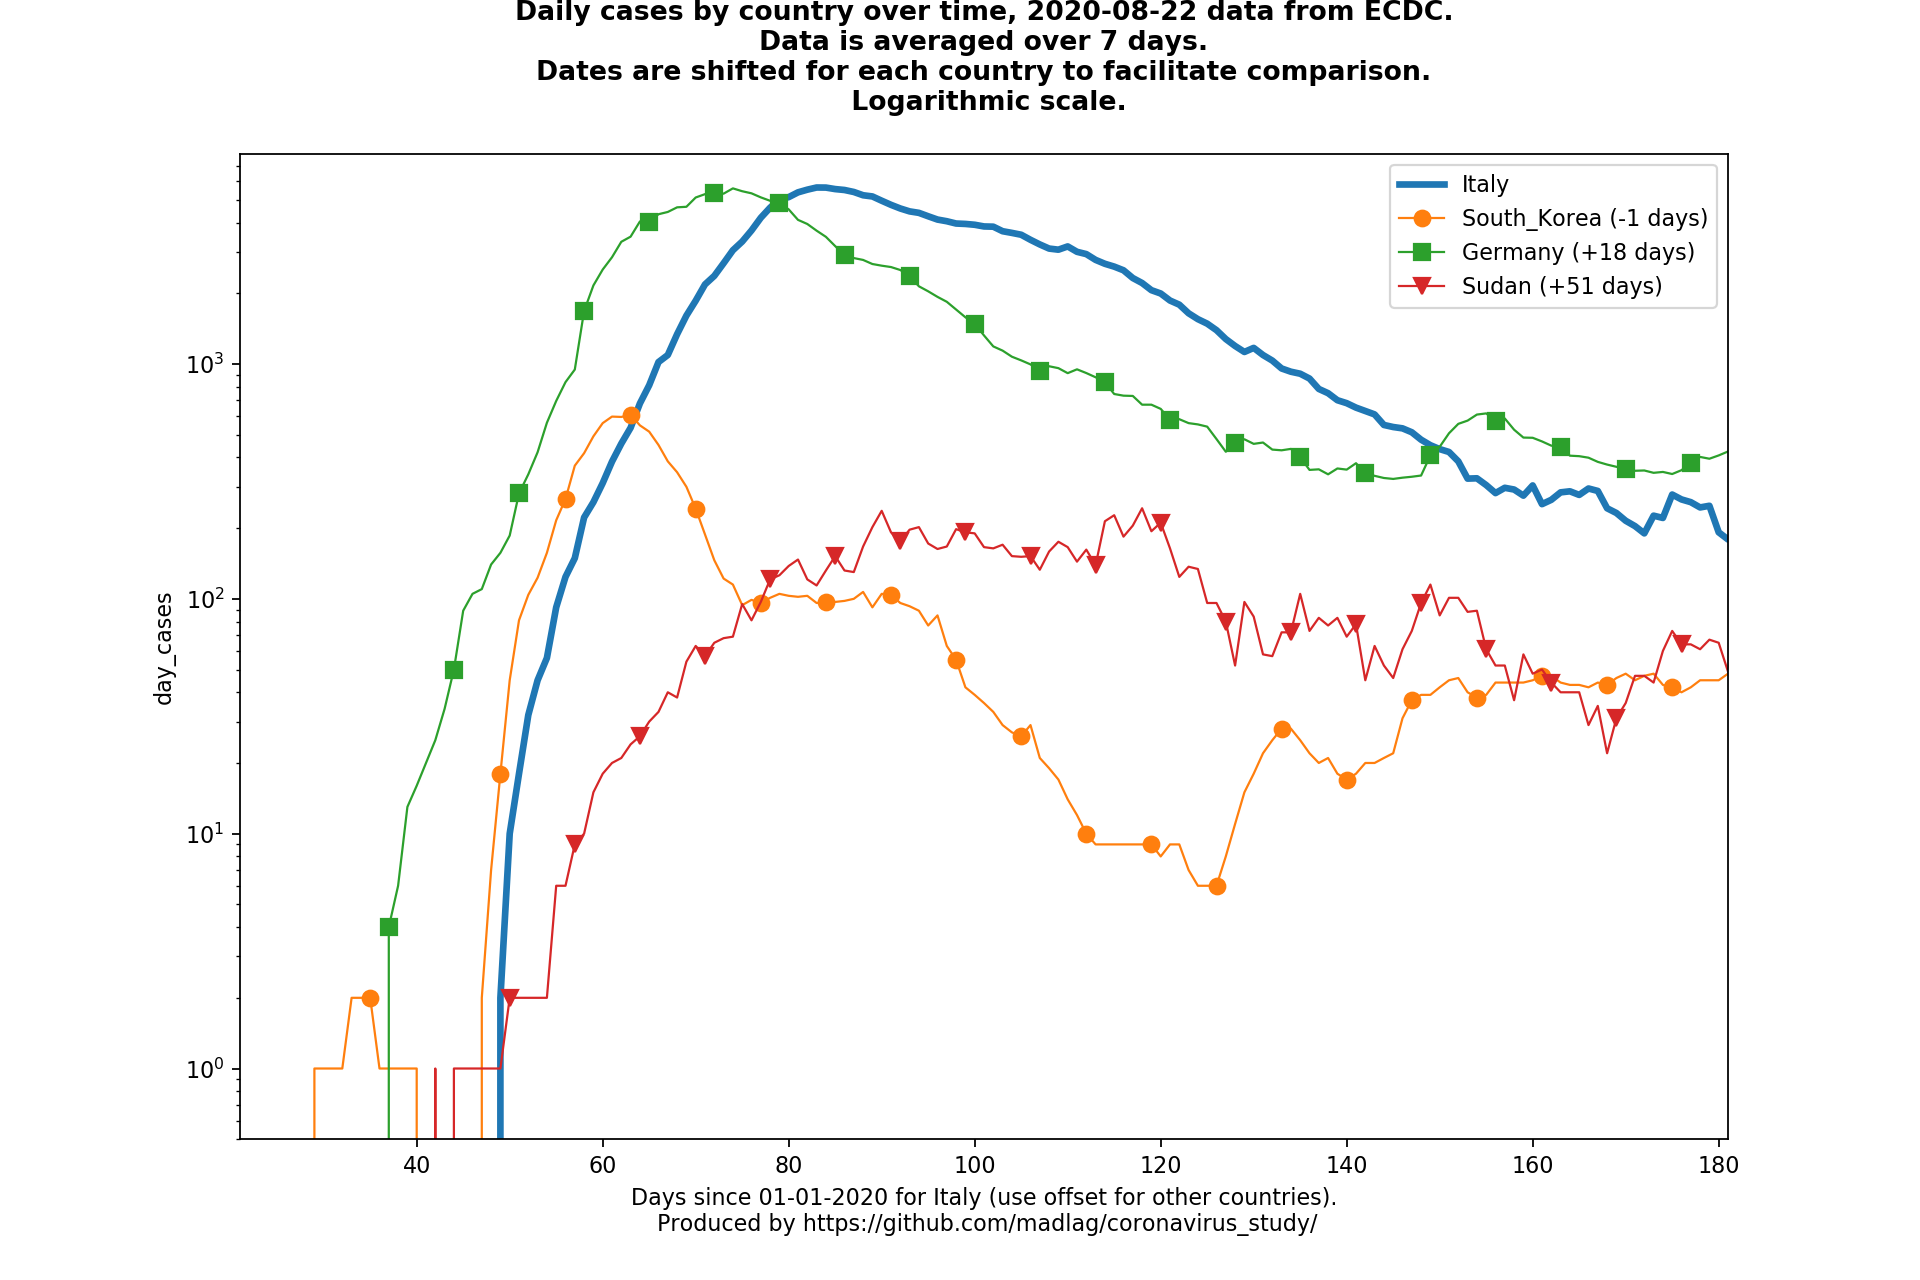 Daily cases by country over time, 2020-08-22 data from ECDC.
Data is averaged over 7 days.
Dates are shifted for each country to facilitate comparison.
Logarithmic scale.
Italy
South_Korea (-1 days)
Germany (+18 days)
Sudan (+51 days)
day_cases
10³
10²
10¹
10⁰
40 60 80 100 120 140 160 180
Days since 01-01-2020 for Italy (use offset for other countries).
Produced by https://github.com/madlag/coronavirus_study/